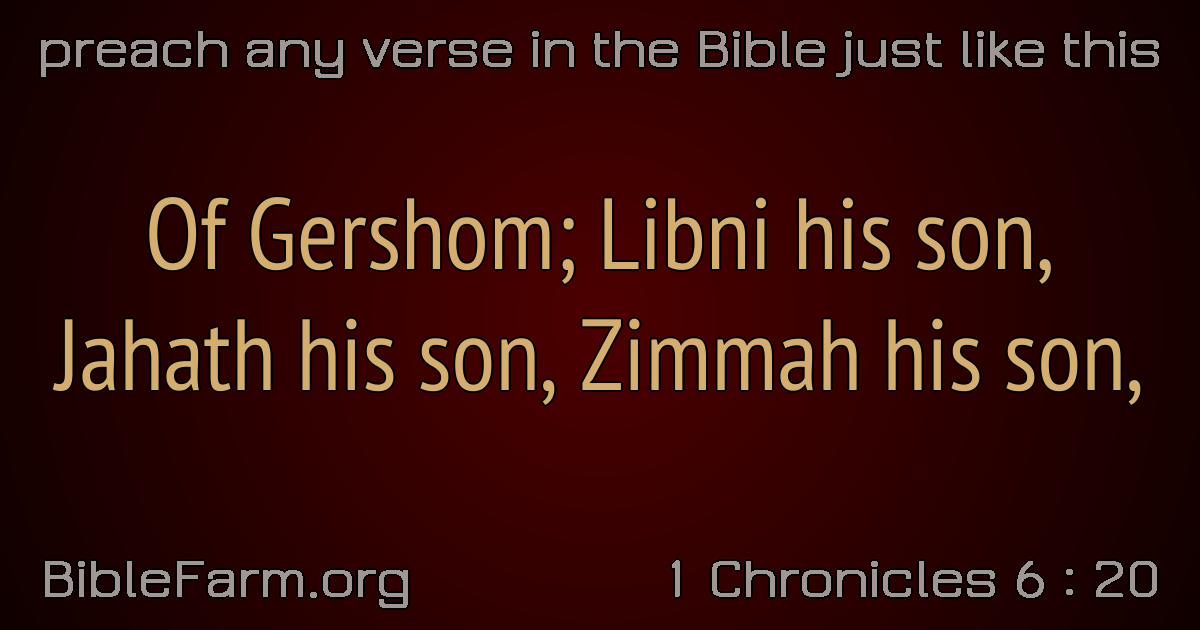 preach any verse in the Bible just like this
Of Gershom; Libni his son,
Jahath his son, Zimmah his son,
BibleFarm.org
1 Chronicles 6 : 20